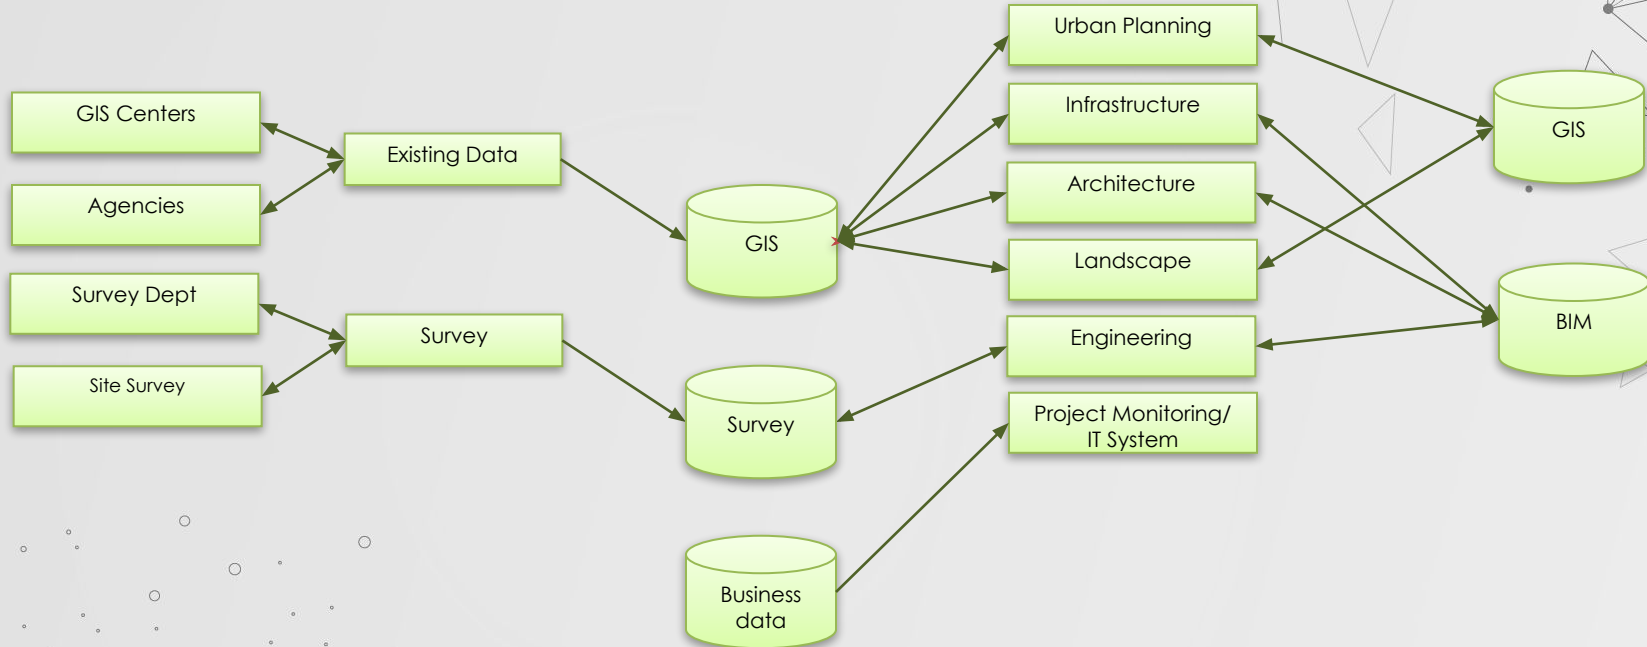 GIS Centers
Agencies
Survey Dept
Site Survey
Existing Data
Survey
GIS
Survey
Business
data
Urban Planning
Infrastructure
Architecture
Landscape
Engineering
Project Monitoring/
IT System
GIS
BIM